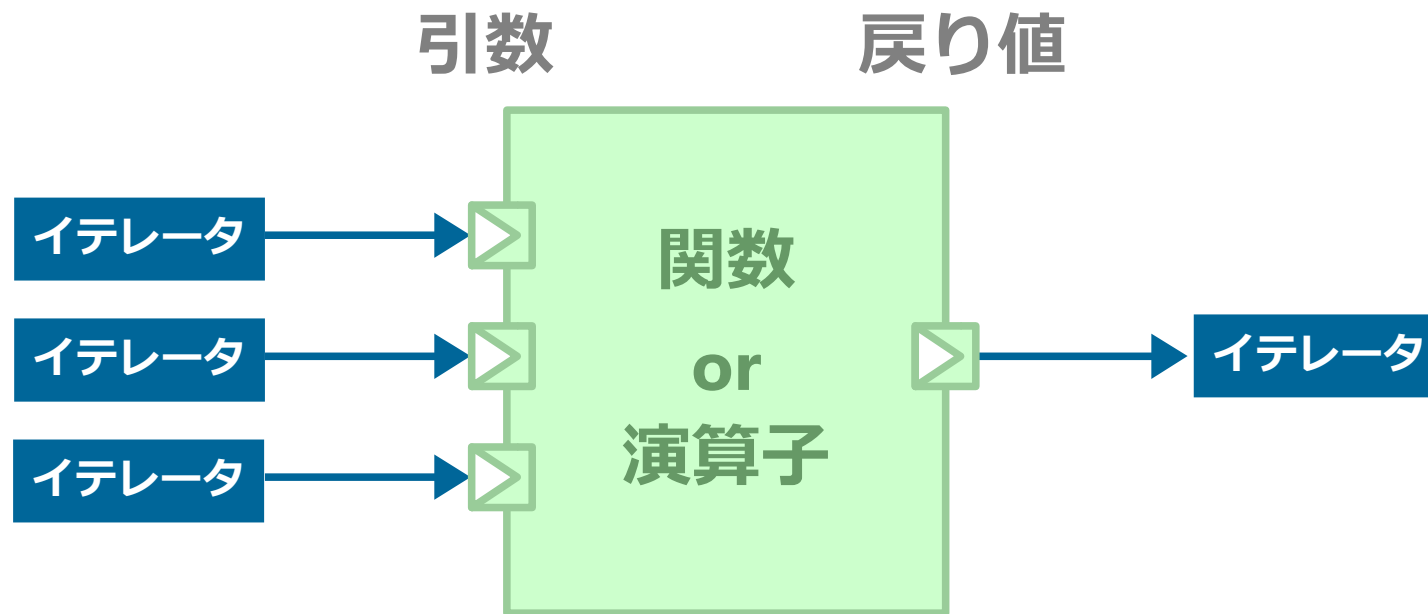 引数
戻り値
イテレータ
イテレータ
イテレータ
関数
or
演算子
イテレータ